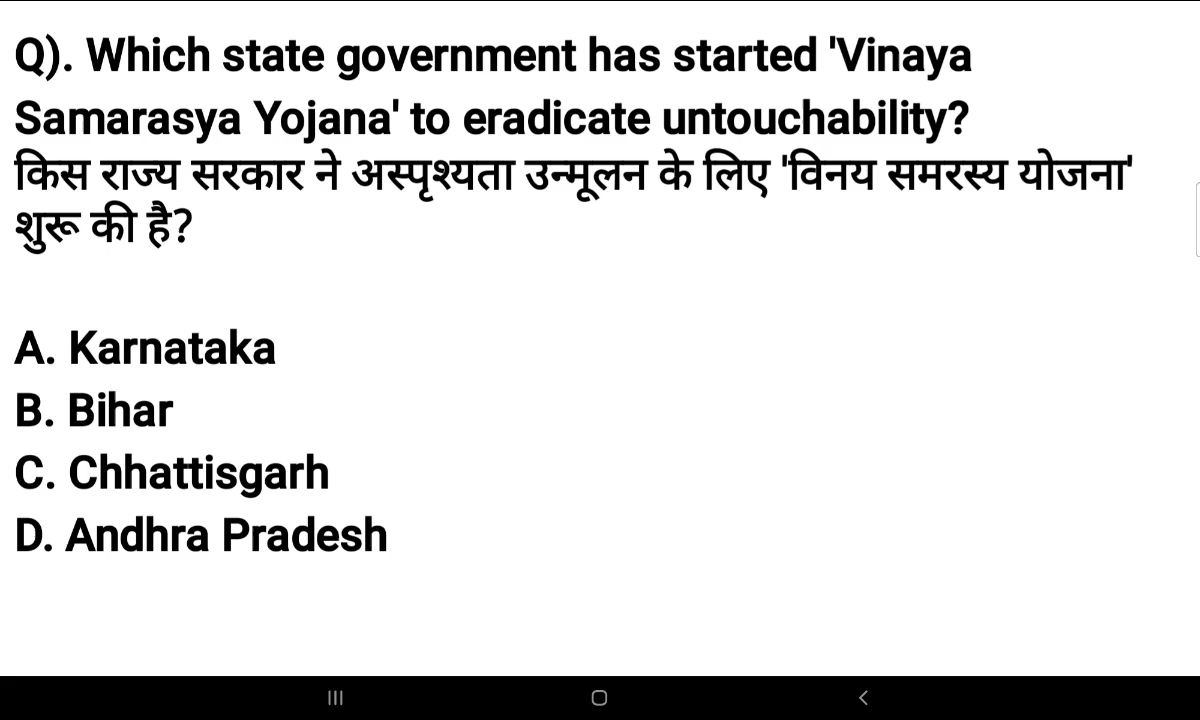 Q). Which state government has started 'Vinaya
Samarasya Yojana' to eradicate untouchability?
किस राज्य सरकार ने अस्पृश्यता उन्मूलन के लिए 'विनय समरस्य योजना'
शुरू की है?
A. Karnataka
B. Bihar
C. Chhattisgarh
D. Andhra Pradesh